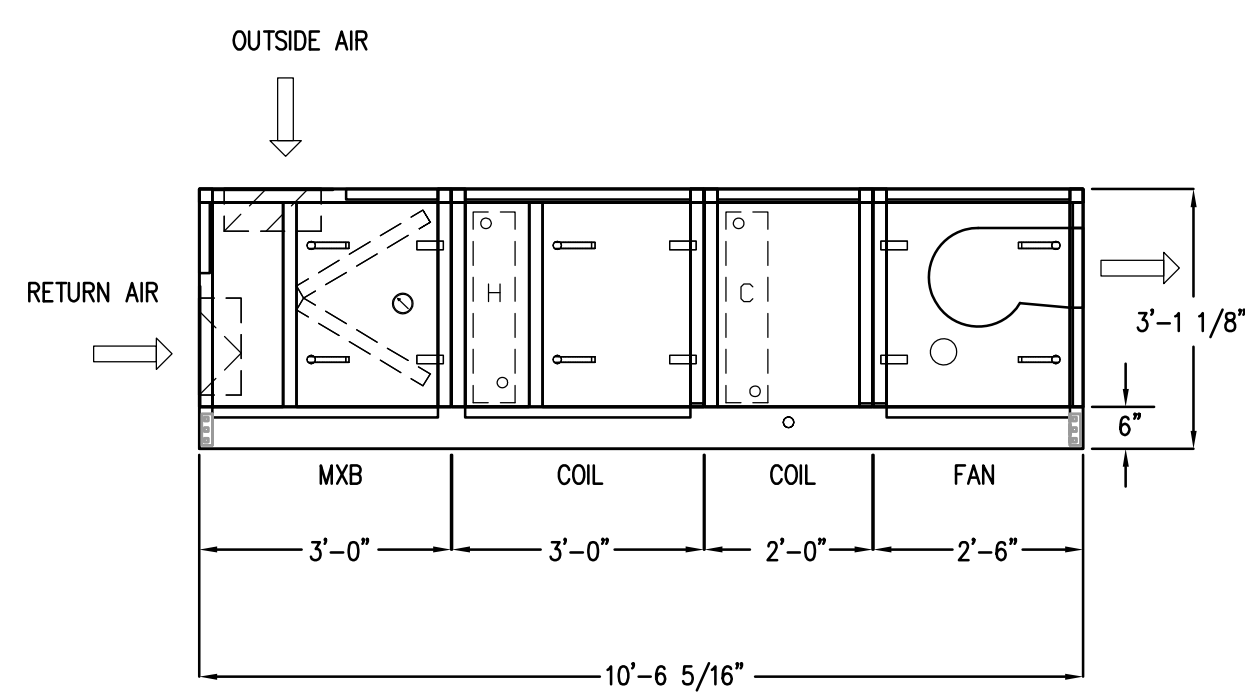 OUTSIDE AIR
RETURN AIR
H
C
3'-1 1/8"
6"
MXB
COIL
COIL
FAN
3'-0"
3'-0"
2'-0"
2'-6"
10'-6 5/16"